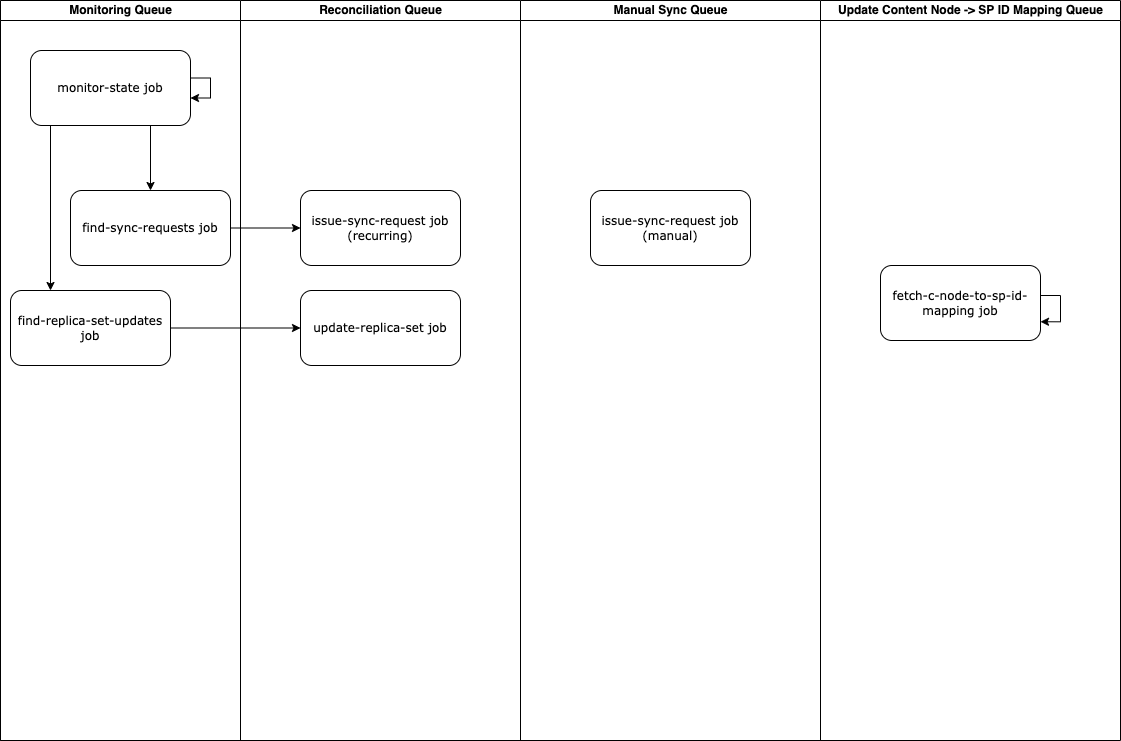 Monitoring Queue
Reconciliation Queue
Manual Sync Queue
Update Content Node -> SP ID Mapping Queue
monitor-state job
find-sync-requests job
issue-sync-request job
(recurring)
issue-sync-request job
(manual)
find-replica-set-updates
job
update-replica-set job
fetch-c-node-to-sp-id-
mapping job